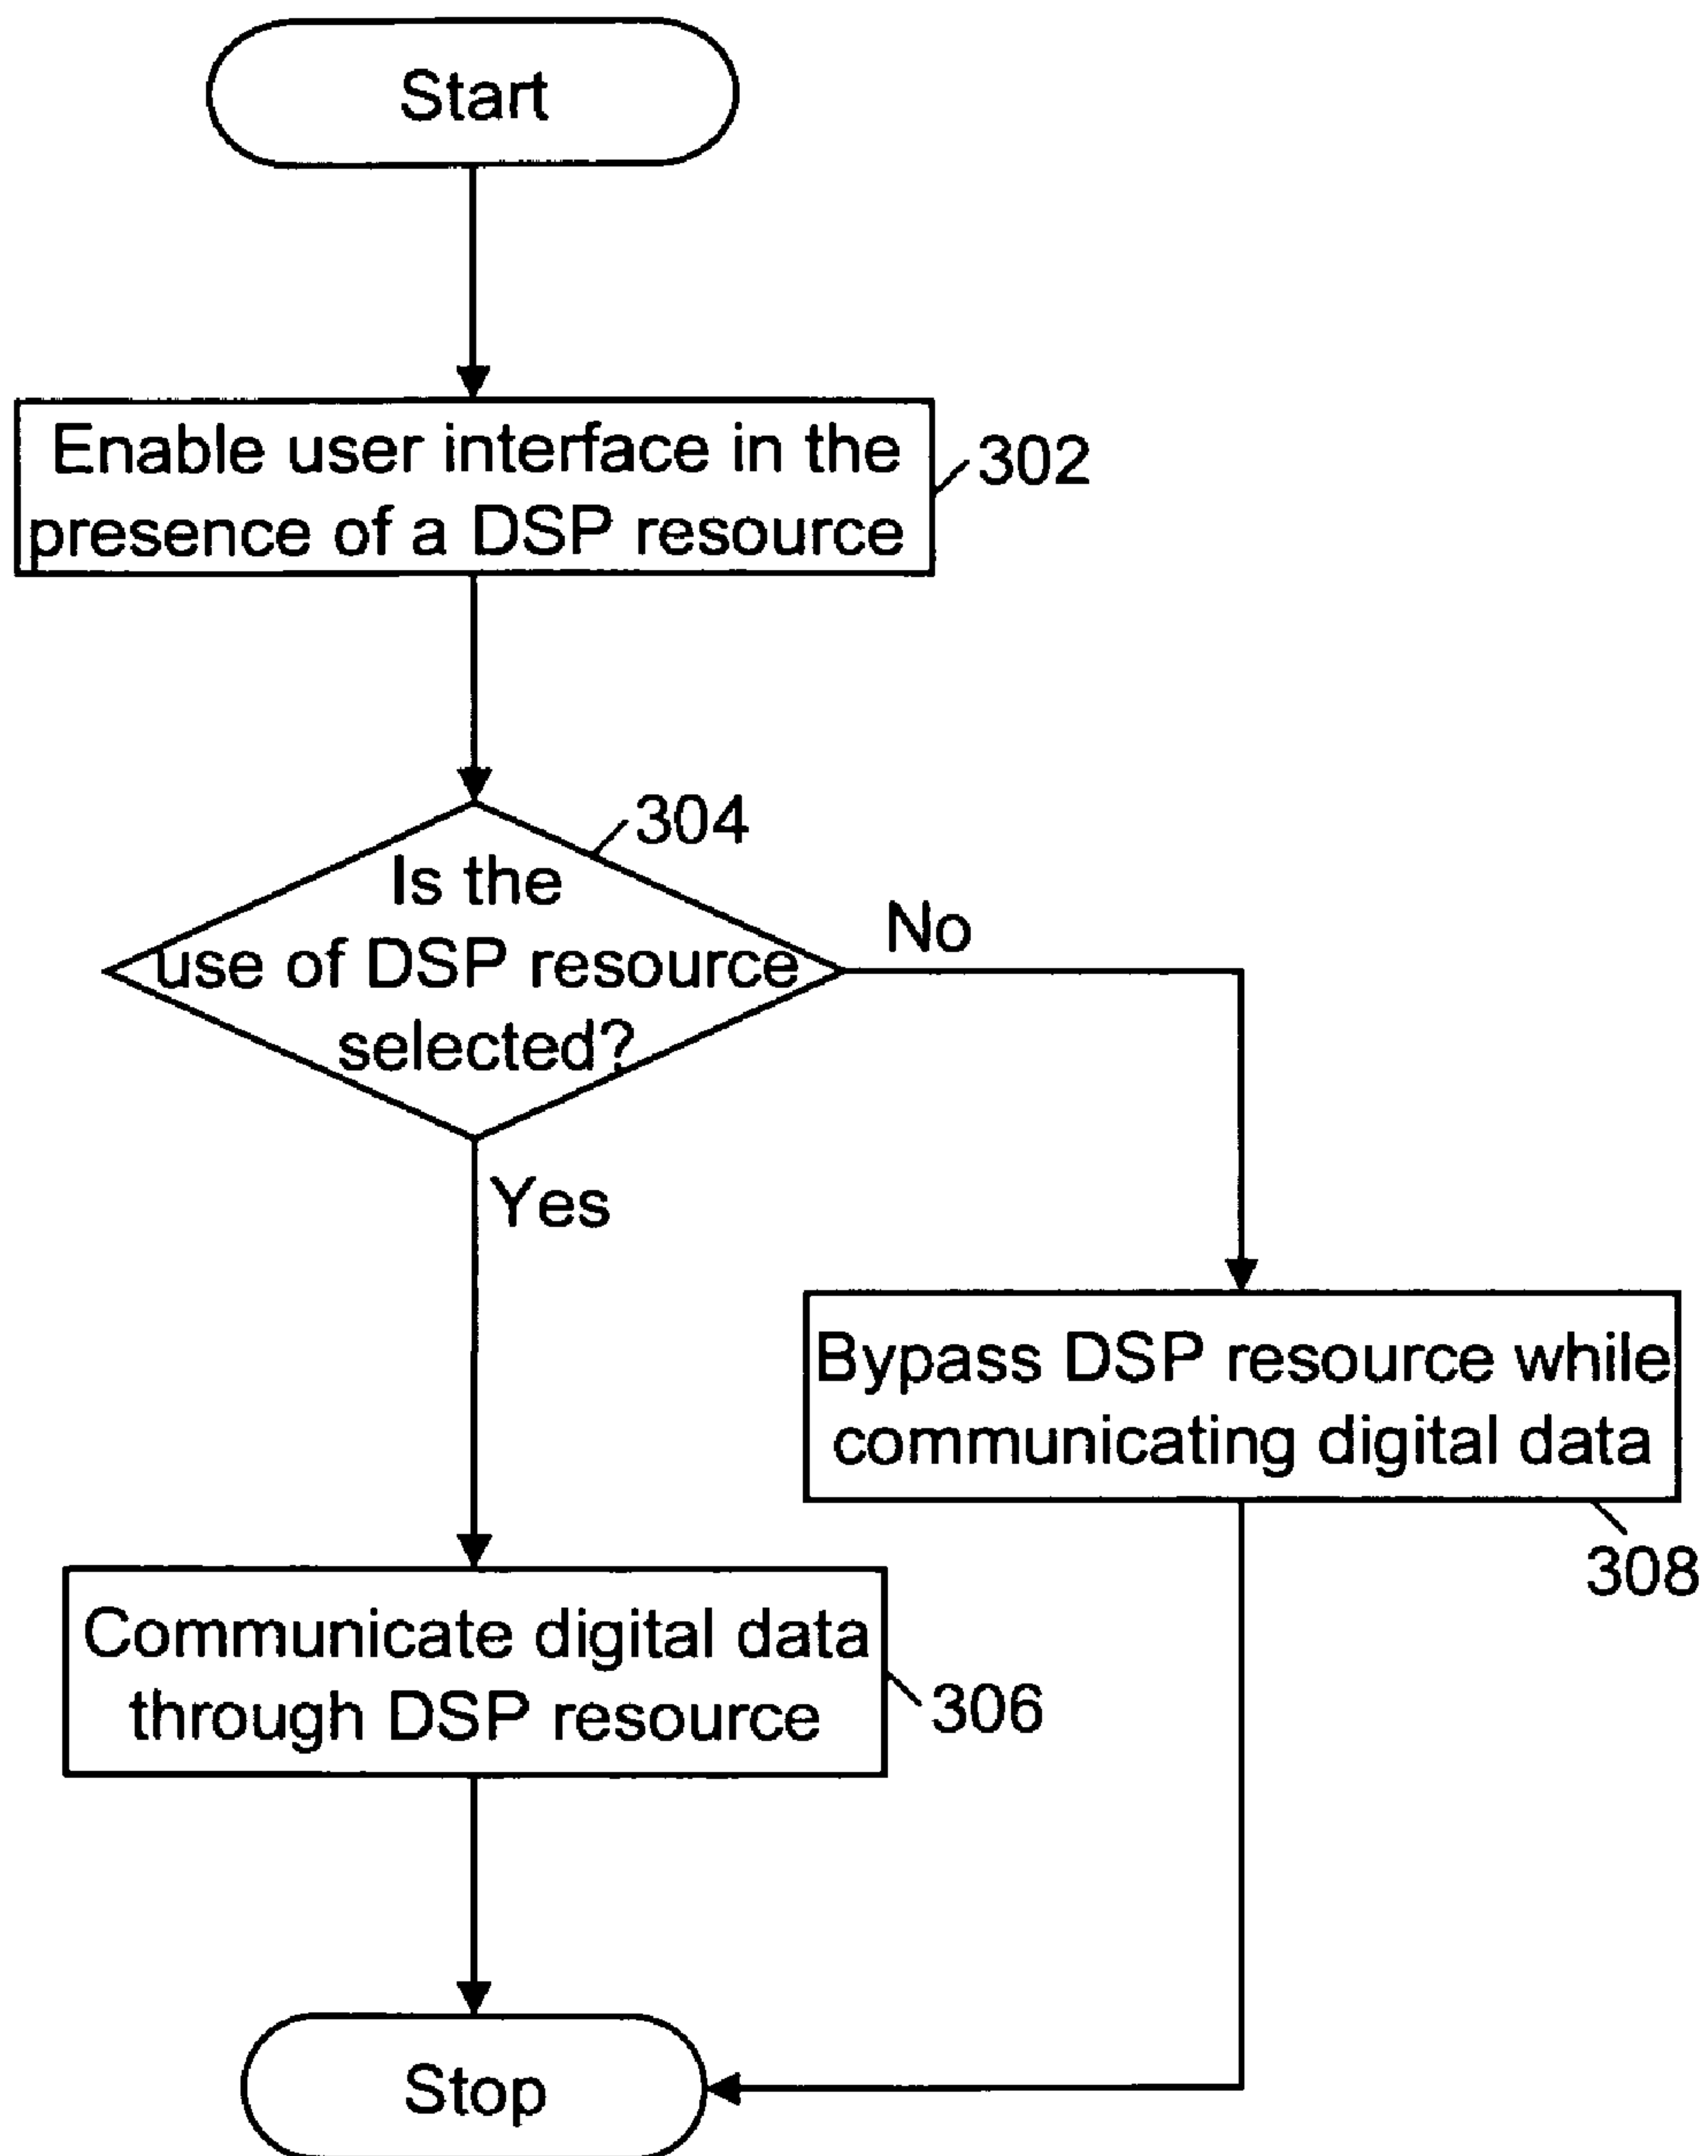 Start
Enable user interface in the
presence of a DSP resource
302
304
Is the
use of DSP resource
selected?
No
Yes
Bypass DSP resource while
communicating digital data
308
Communicate digital data
through DSP resource
306
Stop